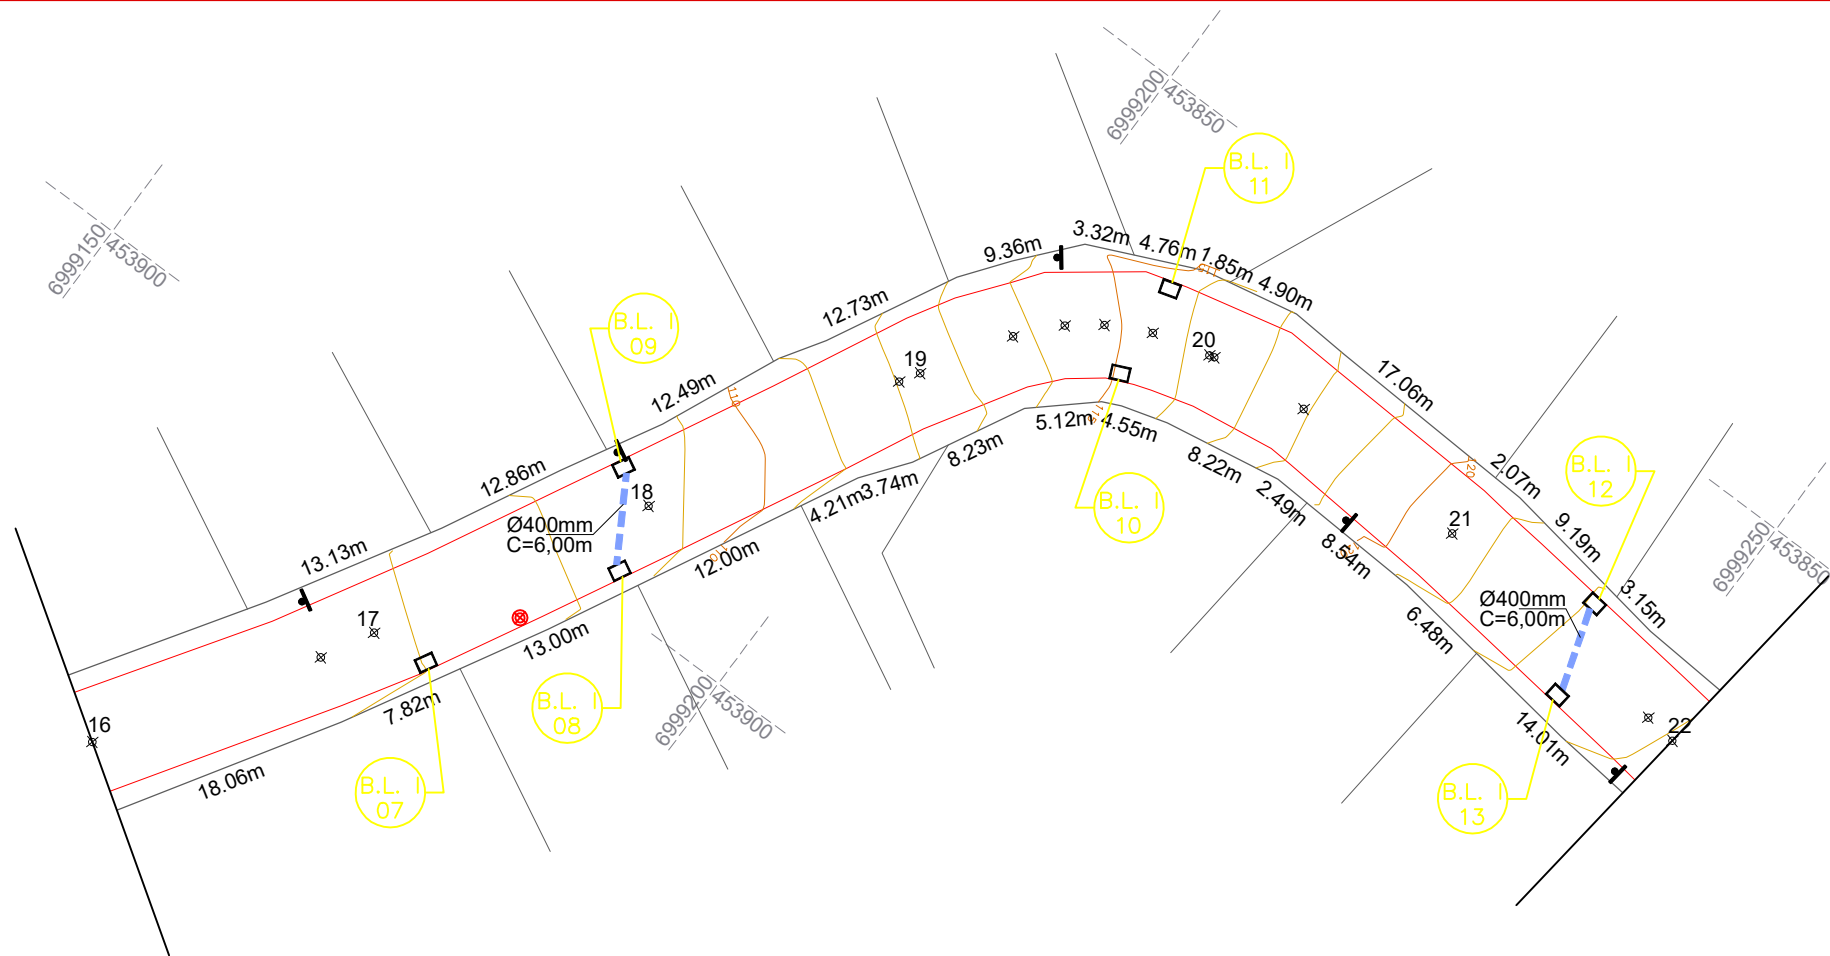 6999200
453850
B.L. I
11
6999150
453900
3.32m
4.76m
1.85m
4.90m
9.36m
12.73m
B.L. I
09
12.49m
110
19
20
17.06m
5.12m
4.55m
8.23m
8.22m
2.49m
B.L. I
10
12.86m
18
Ø400mm
C=6,00m
4.21m
3.74m
12.00m
13.13m
17
13.00m
7.82m
18.06m
16
B.L. I
07
B.L. I
08
6999200
453900
2.07m
120
21
9.19m
B.L. I
12
6999250
453850
8.54m
Ø400mm
C=6,00m
3.15m
6.48m
14.01m
22
B.L. I
13